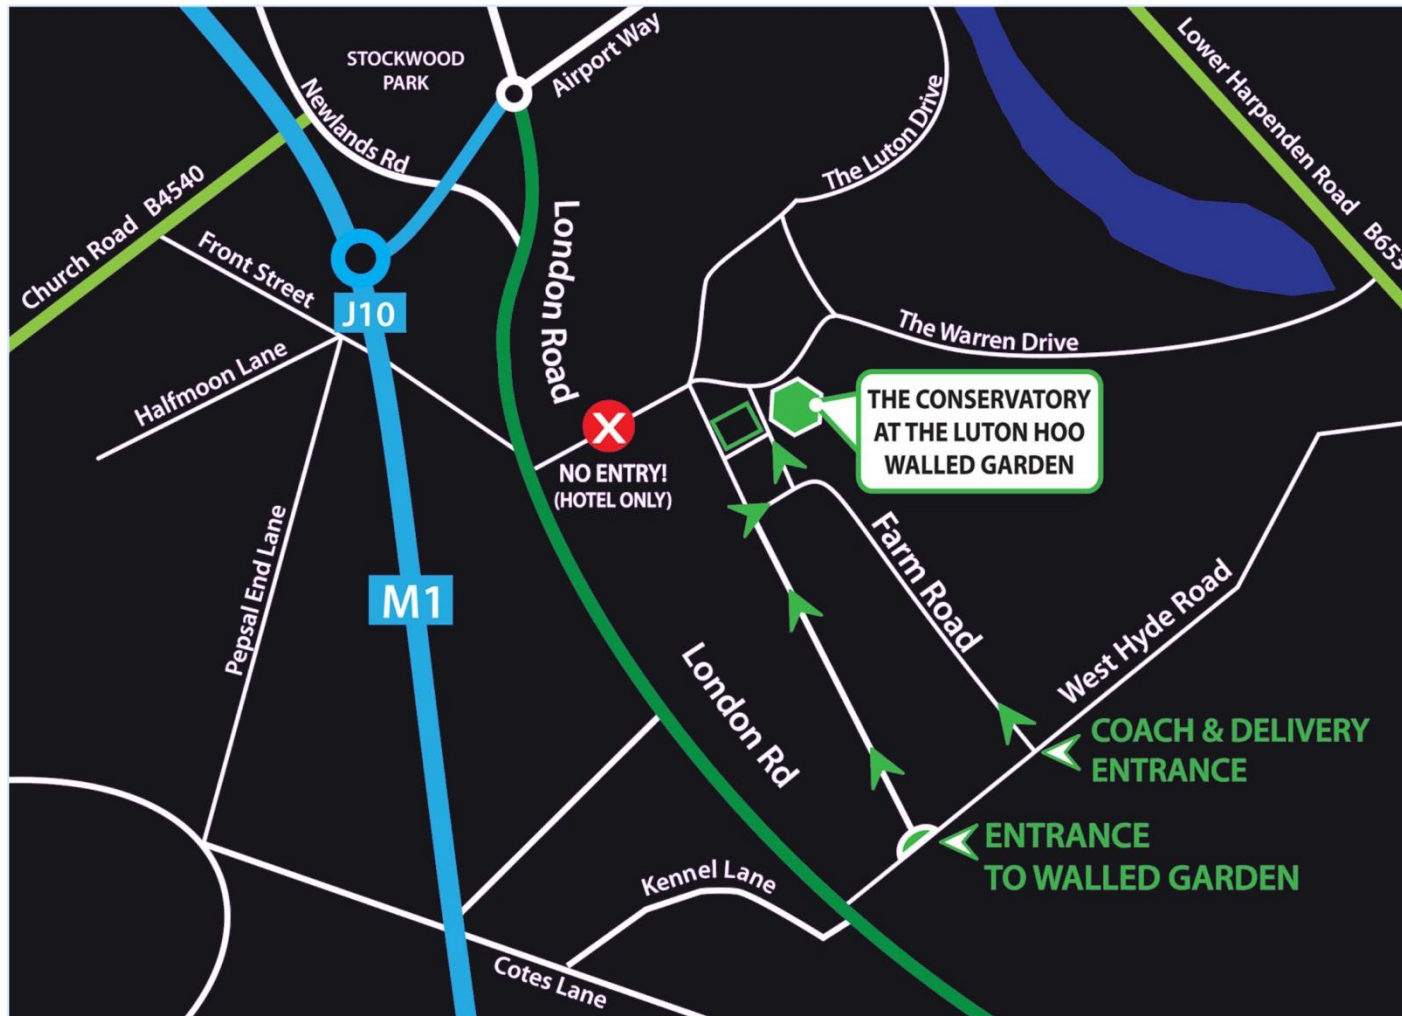 STOCKWOOD
PARK
Airport Way
Newlands Rd
Lower Harpenden Road B653
The Luton Drive
Church Road B4540
Front Street
London Road
J10
The Warren Drive
Halfmoon Lane
X
NO ENTRY!
(HOTEL ONLY)
THE CONSERVATORY
AT THE LUTON HOO
WALLED GARDEN
Farm Road
Pepsal End Lane
M1
West Hyde Road
London Rd
COACH & DELIVERY
ENTRANCE
ENTRANCE
TO WALLED GARDEN
Kennel Lane
Cotes Lane